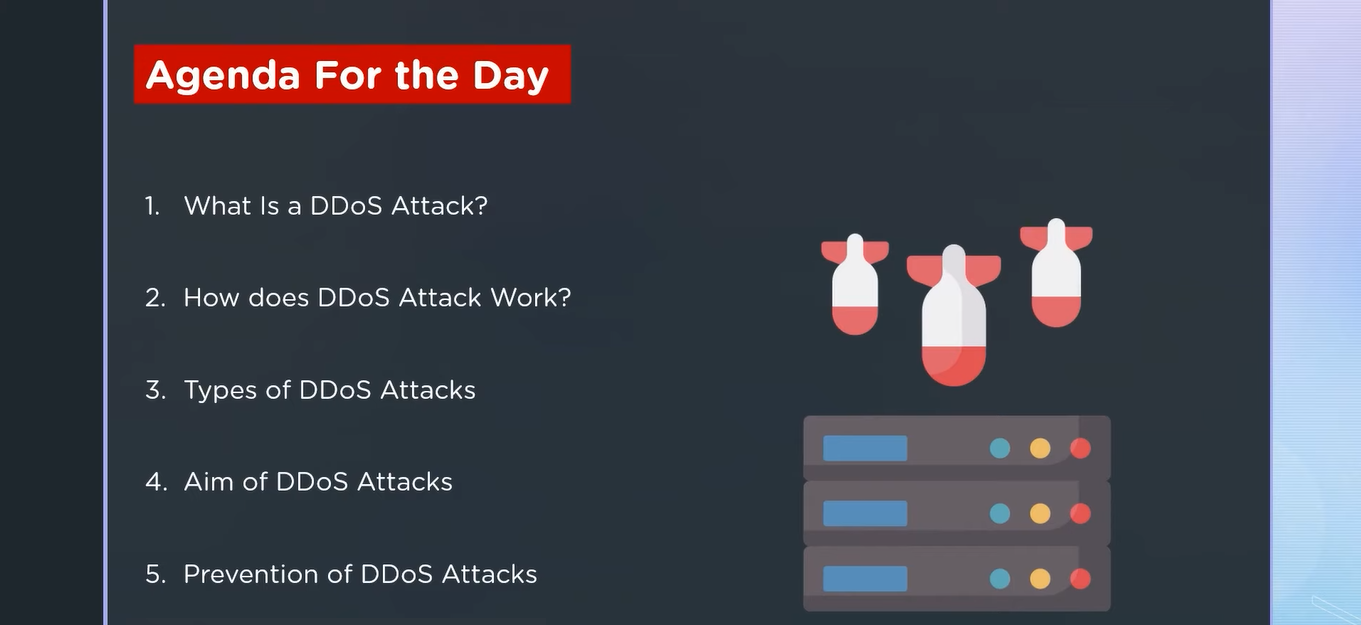 Agenda For the Day
1. What Is a DDoS Attack?
2. How does DDoS Attack Work?
3. Types of DDoS Attacks
4. Aim of DDoS Attacks
5. Prevention of DDoS Attacks